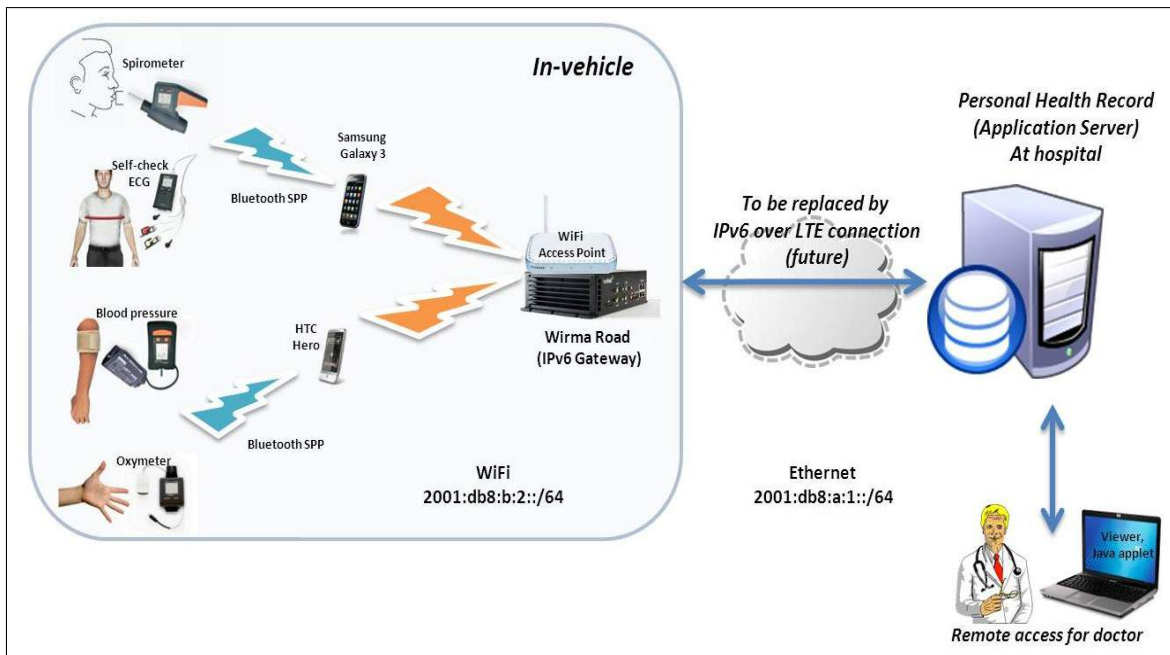 In-vehicle
Spirometer
Samsung
Galaxy 3
Self-check
ECG
Bluetooth SPP
WiFi
Access Point
Blood pressure
HTC
Hero
Wirma Road
(IPv6 Gateway)
Bluetooth SPP
Oxymeter
WiFi
2001:db8:b:2::/64
To be replaced by
IPv6 over LTE connection
(future)
Ethernet
2001:db8:a:1::/64
Personal Health Record
(Application Server)
At hospital
Viewer,
Java applet
Remote access for doctor